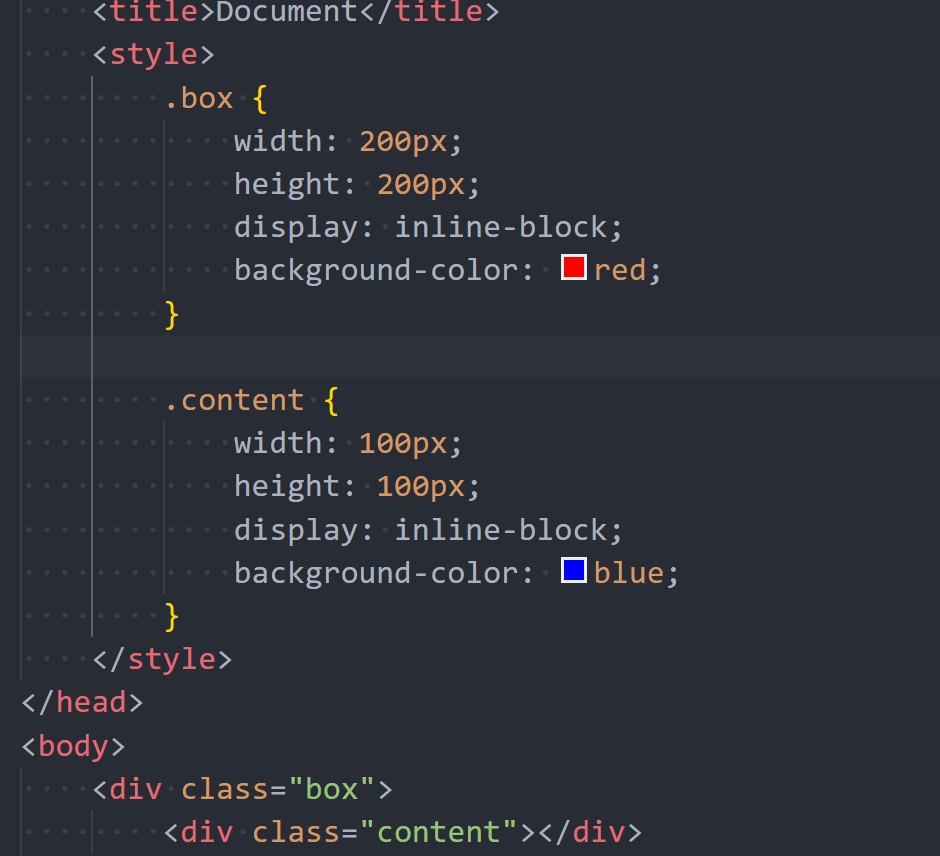 <title>Document</title>
<style>
.box {
width: 200px;
height: 200px;
display: inline-block;
background-color: red;
}
.content {
width: 100px;
height: 100px;
display: inline-block;
background-color: blue;
}
</style>
</head>
<body>
<div class="box">
<div class="content"></div>